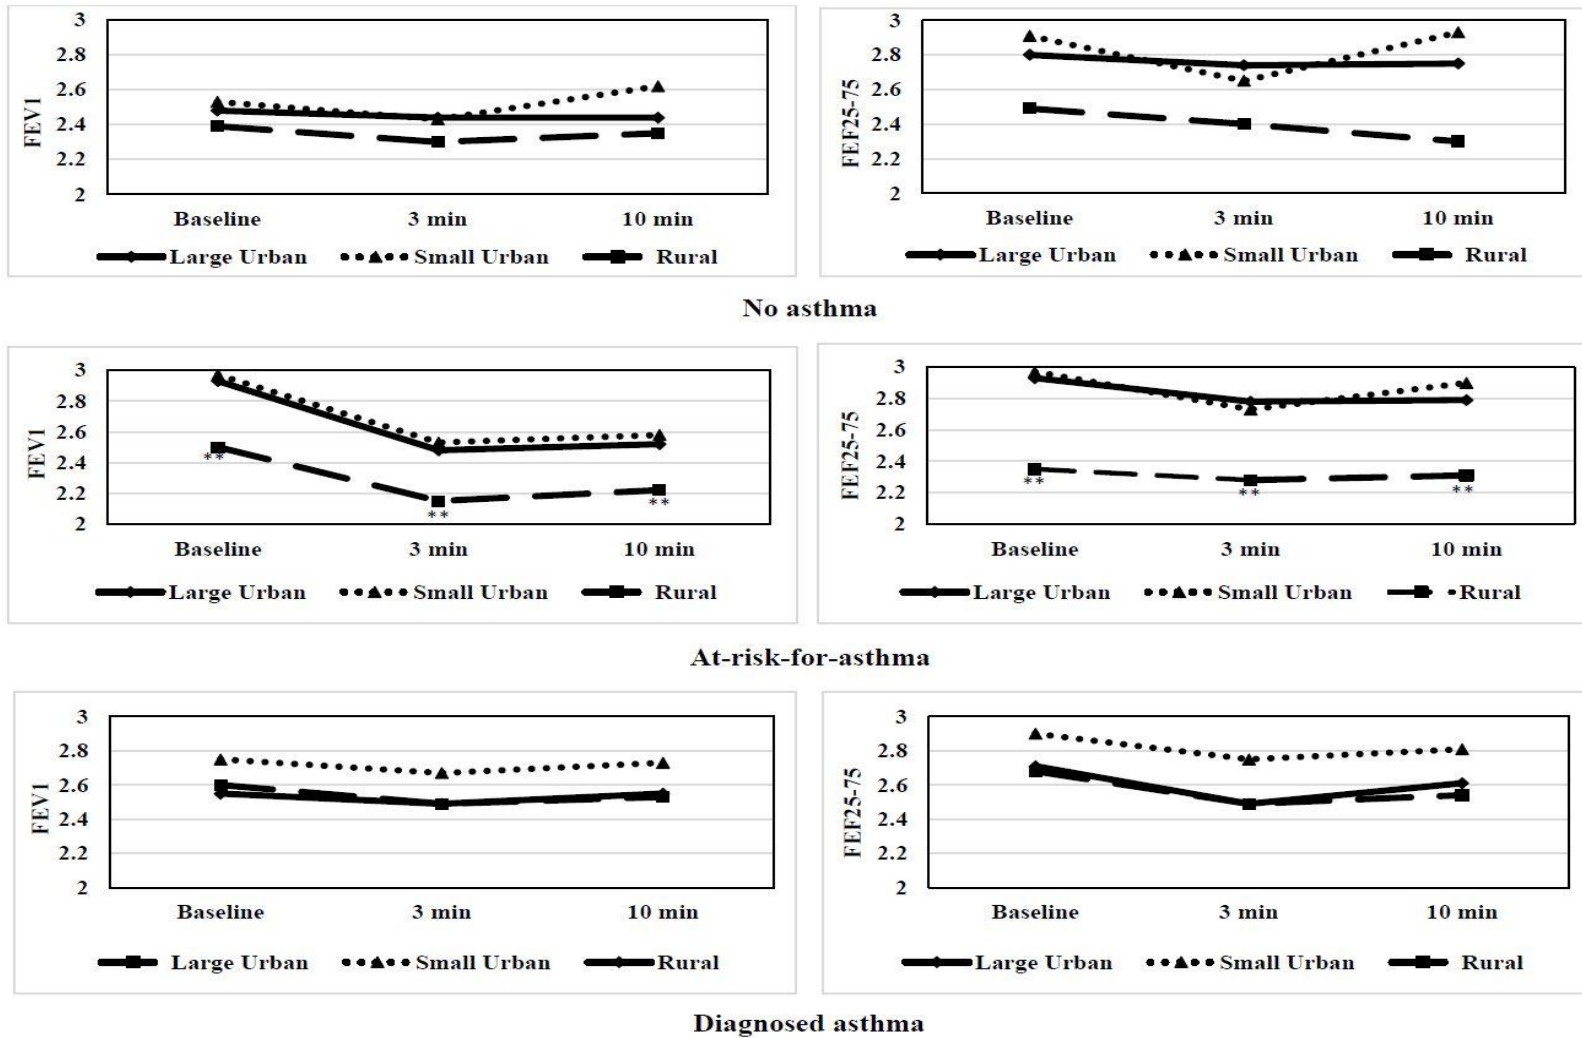 3
2.8
2.6
2.4
2.2
2
FEV1
Baseline 3 min 10 min
Large Urban Small Urban Rural
3
2.8
2.6
2.4
2.2
2
FEF25-75
Baseline 3 min 10 min
Large Urban Small Urban Rural
No asthma
3
2.8
2.6
2.4
2.2
2
FEV1
**
**
**
Baseline 3 min 10 min
Large Urban Small Urban Rural
3
2.8
2.6
2.4
2.2
2
FEF25-75
**
**
**
Baseline 3 min 10 min
Large Urban Small Urban Rural
At-risk-for-asthma
3
2.8
2.6
2.4
2.2
2
FEV1
Baseline 3 min 10 min
Large Urban Small Urban Rural
3
2.8
2.6
2.4
2.2
2
FEF25-75
Baseline 3 min 10 min
Large Urban Small Urban Rural
Diagnosed asthma